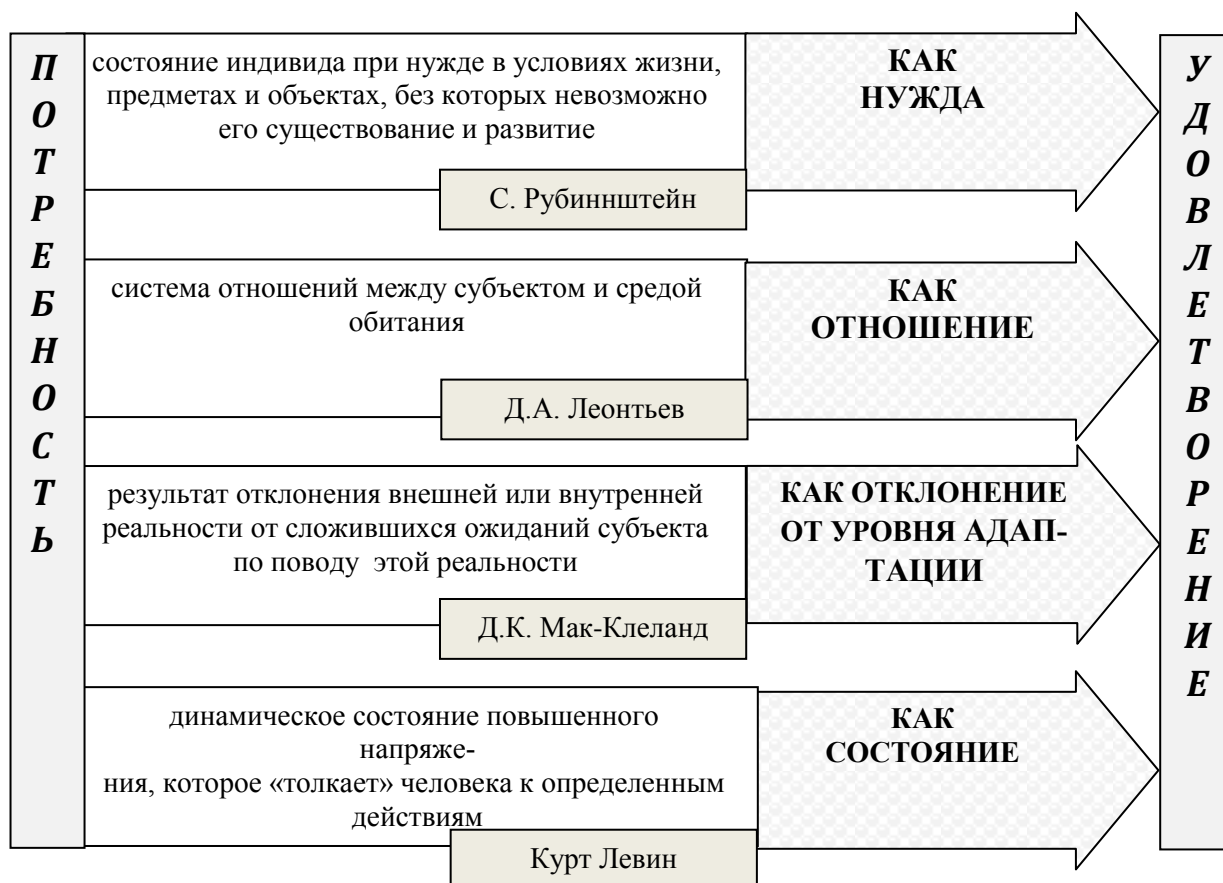 ПОТРЕБНОСТЬ
состояние индивида при нужде в условиях жизни,
предметах и объектах, без которых невозможно
его существование и развитие
С. Рубиннштейн
КАК
НУЖДА
система отношений между субъектом и средой
обитания
Д.А. Леонтьев
КАК
ОТНОШЕНИЕ
результат отклонения внешней или внутренней
реальности от сложившихся ожиданий субъекта
по поводу этой реальности
Д.К. Мак-Клеланд
КАК ОТКЛОНЕНИЕ
ОТ УРОВНЯ АДАП-
ТАЦИИ
динамическое состояние повышенного
напряже-
ния, которое «толкает» человека к определенным
действиям
Курт Левин
КАК
СОСТОЯНИЕ
УДОВЛЕТВОРЕНИЕ